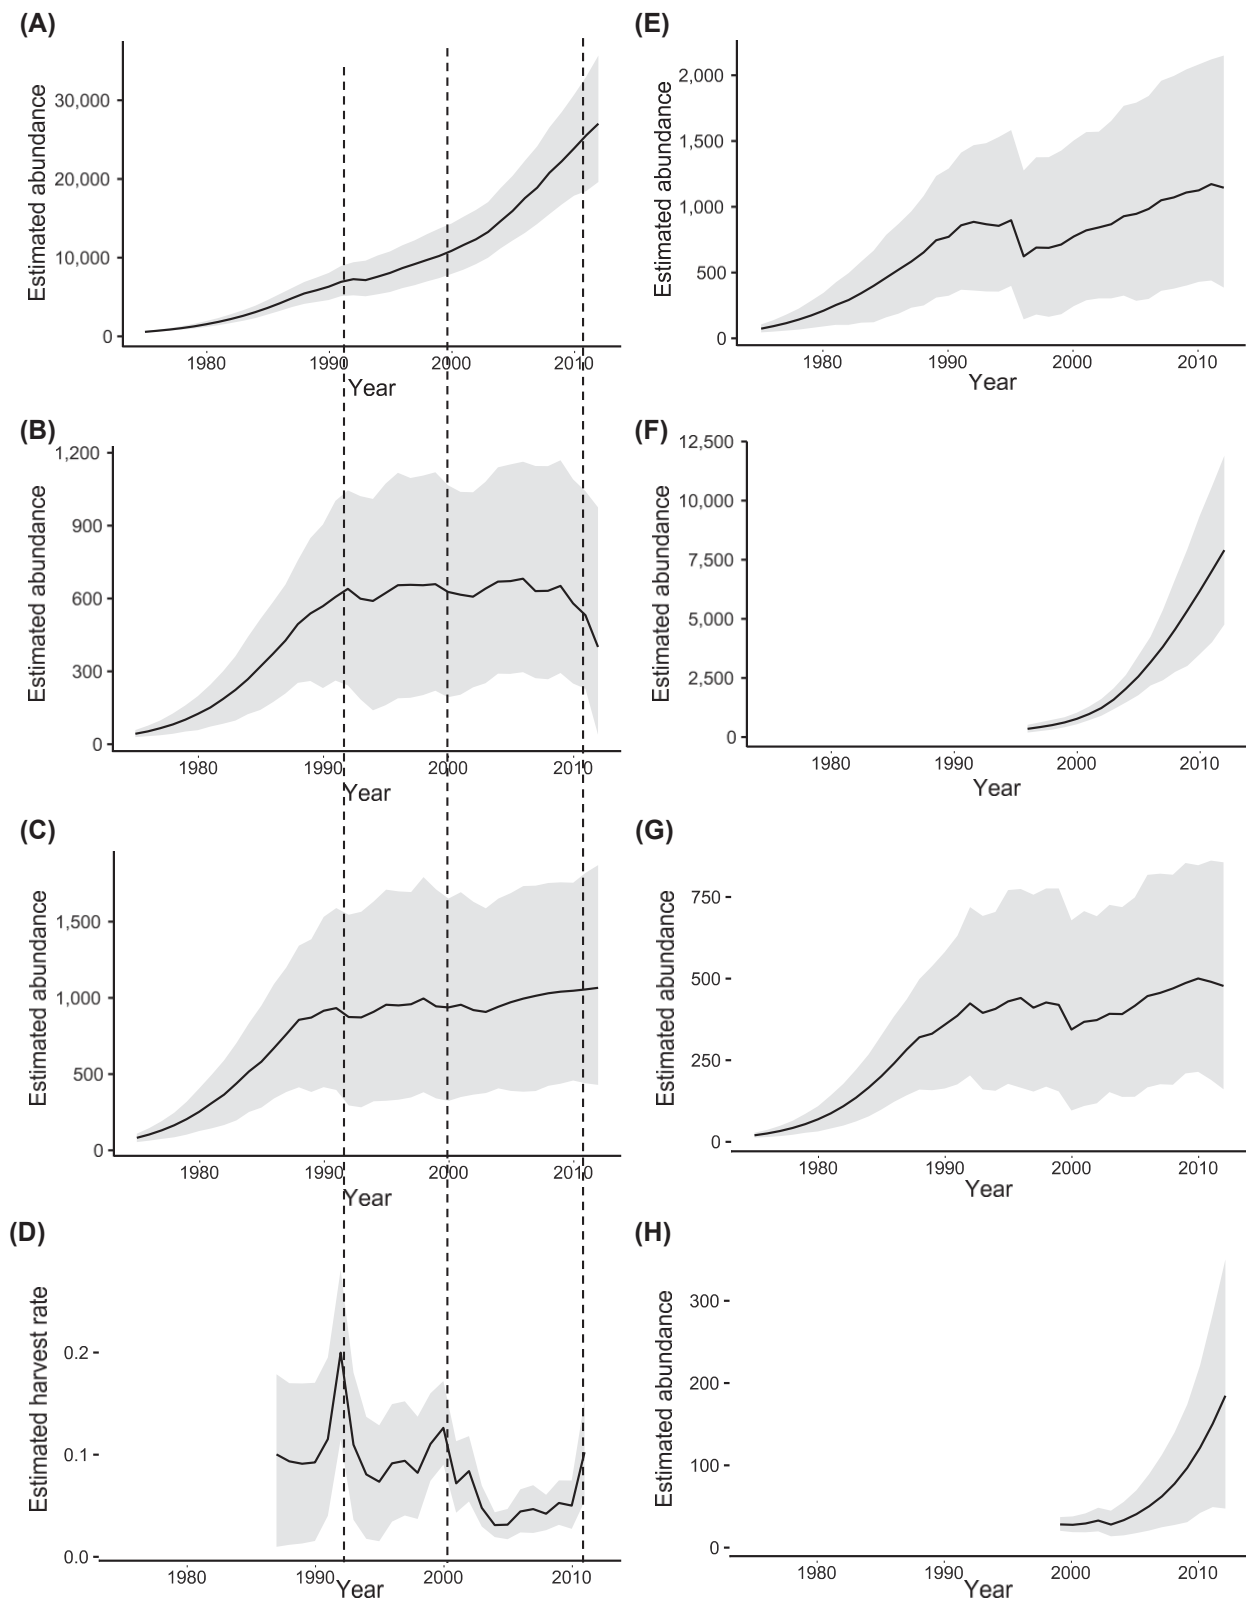 (A)
Estimated abundance
30,000
20,000
10,000
0
1980 1990 2000 2010
Year
(B)
Estimated abundance
1,200
900
600
300
0
1980 1990 2000 2010
Year
(C)
Estimated abundance
1,500
1,000
500
0
1980 1990 2000 2010
Year
(D)
Estimated harvest rate
0.2
0.1
0.0
1980 1990 2000 2010
Year
(E)
Estimated abundance
2,000
1,500
1,000
500
0
1980 1990 2000 2010
Year
(F)
Estimated abundance
12,500
10,000
7,500
5,000
2,500
0
1980 1990 2000 2010
Year
(G)
Estimated abundance
750
500
250
0
1980 1990 2000 2010
Year
(H)
Estimated abundance
300
200
100
0
1980 1990 2000 2010
Year